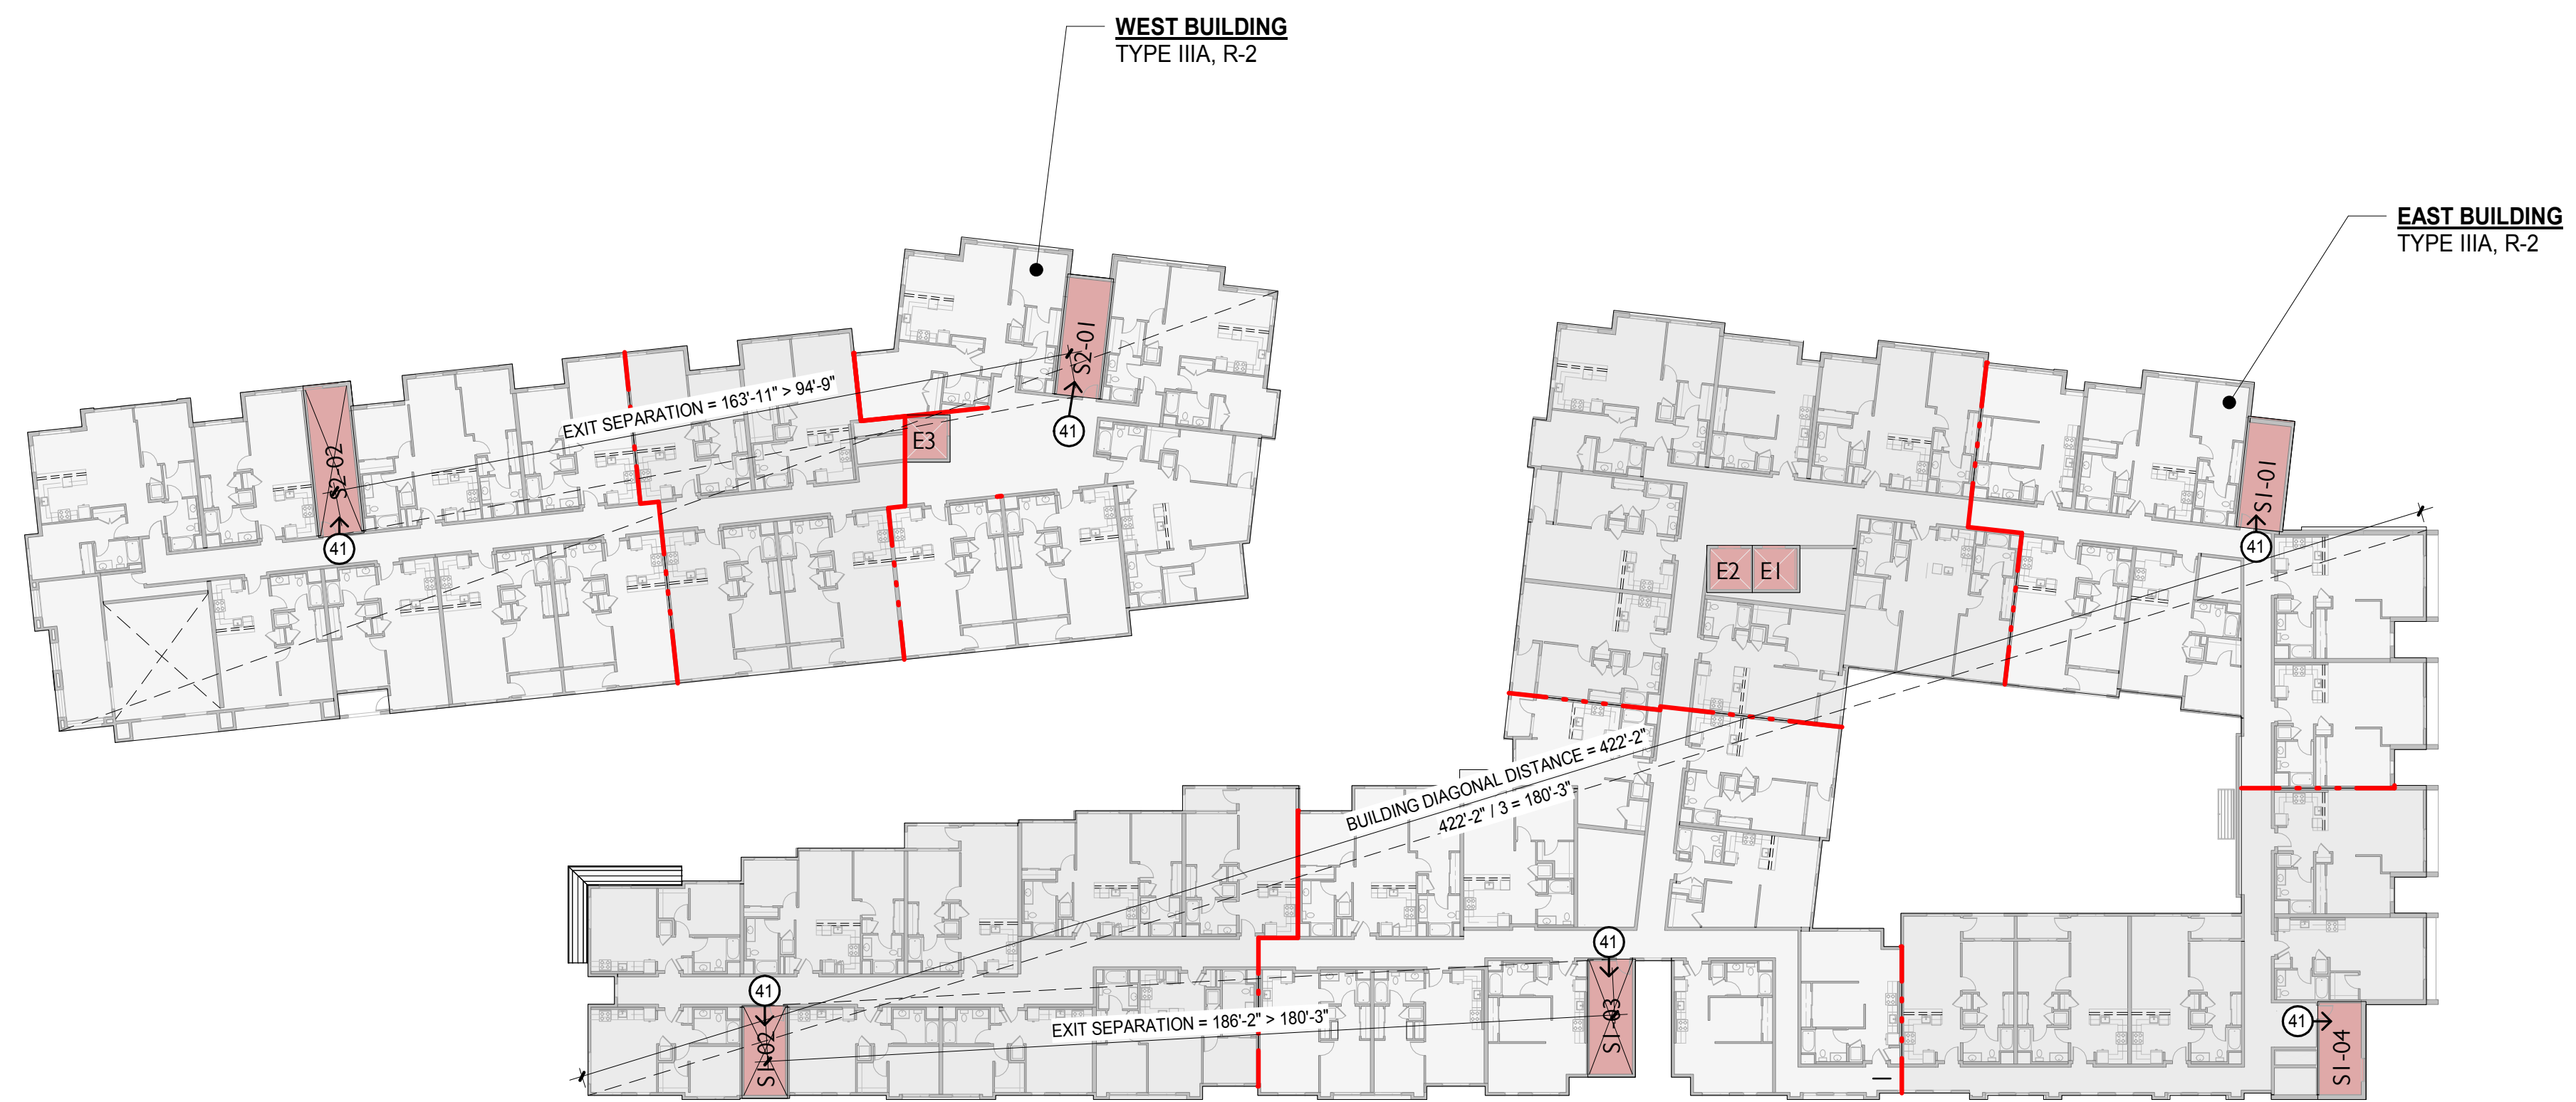 WEST BUILDING
TYPE IIIA, R-2
EAST BUILDING
TYPE IIIA, R-2
S2-01
EXIT SEPARATION = 163'-11" > 94'-9"
41
E3
S2-02
41
S1-01
41
E2
E1
BUILDING DIAGONAL DISTANCE = 422'-2"
422'-2" / 3 = 180'-3"
41
S1-03
41
S1-02
EXIT SEPARATION = 186'-2" > 180'-3"
41
S1-04